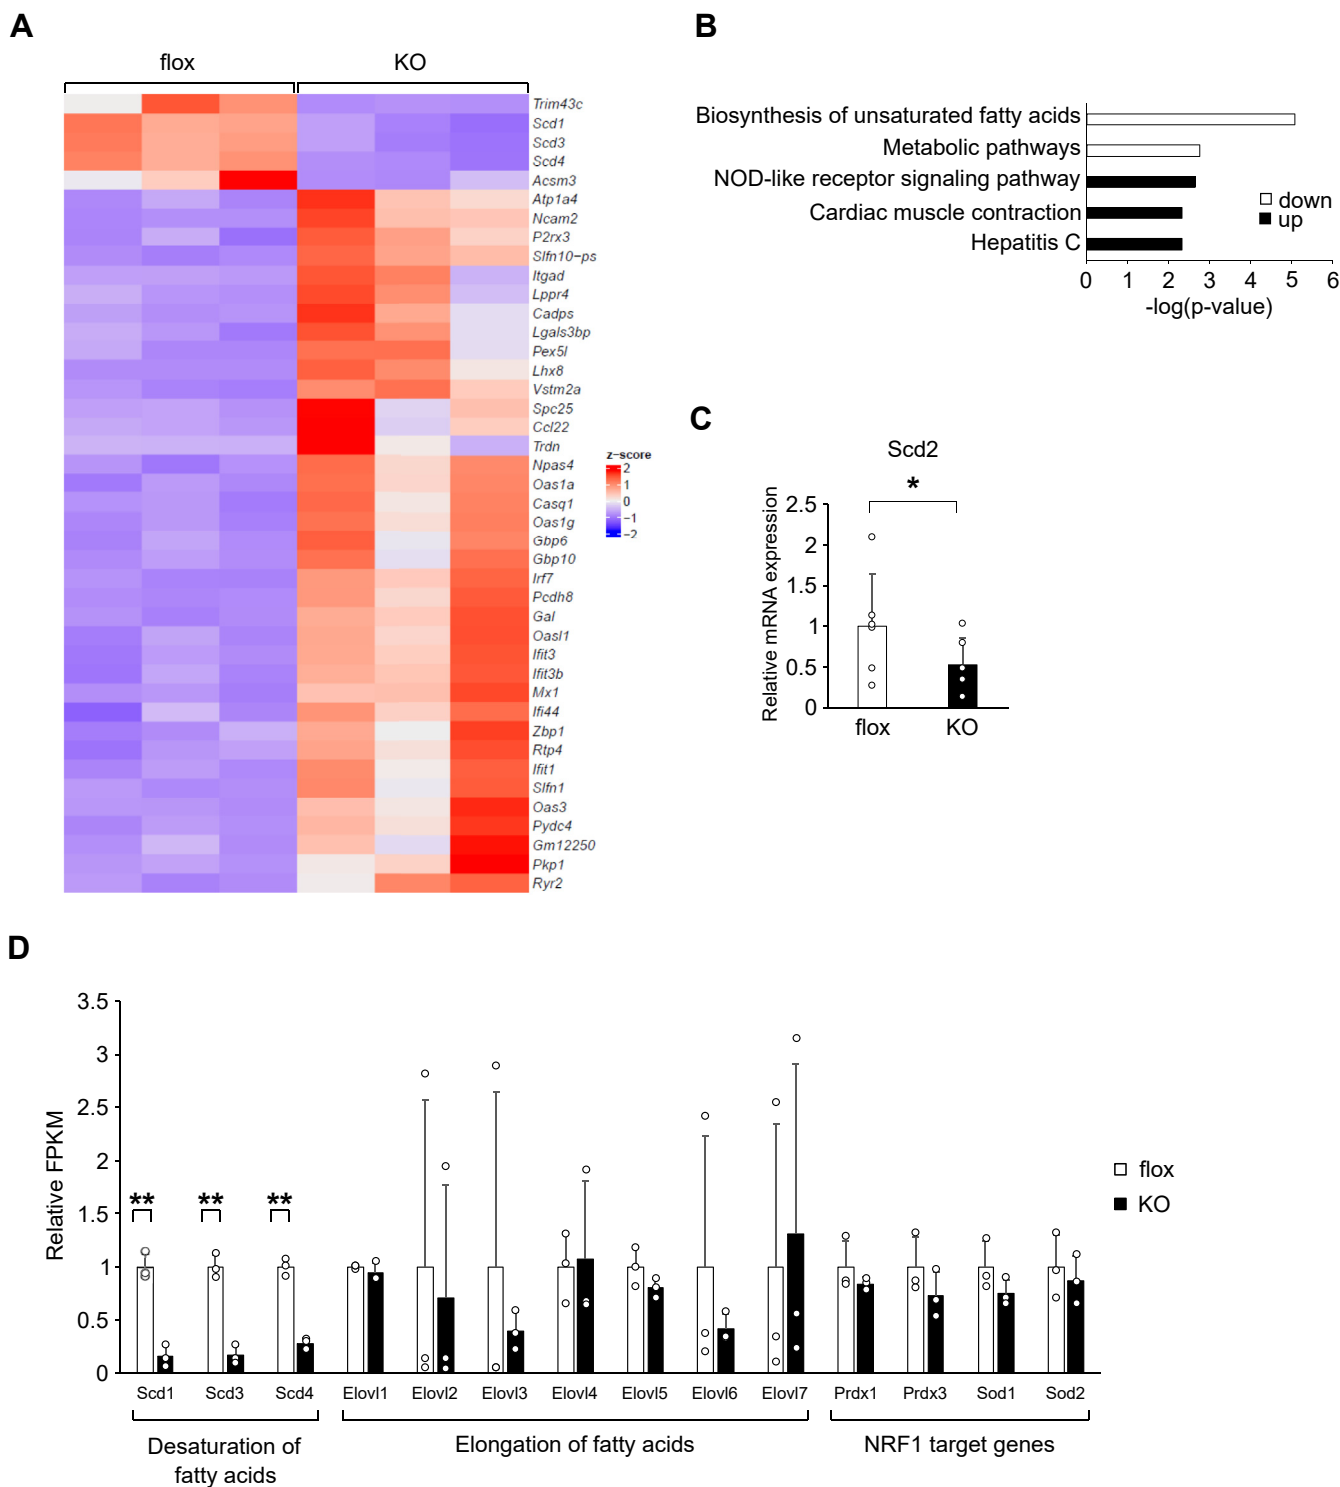 A
flox
KO
Trim43c
Scd1
Scd3
Scd4
Acsm3
Atp1a4
Ncam2
P2rx3
Slfn10-ps
Itgad
Lppr4
Cadps
Lgals3bp
Pex5l
Lhx8
Vstm2a
Spc25
Ccl22
Trdn
Npas4
Oas1a
Casq1
Oas1g
Gbp6
Gbp10
Irf7
Pcdh8
Gal
Oasl1
Ifit3
Ifit3b
Mx1
Ifi44
Zbp1
Rtp4
Ifit1
Slfn1
Oas3
Pydc4
Gm12250
Pkp1
Ryr2
z-score
2
1
0
-1
-2
B
Biosynthesis of unsaturated fatty acids
Metabolic pathways
NOD-like receptor signaling pathway
Cardiac muscle contraction
Hepatitis C
down
up
0 1 2 3 4 5 6
-log(p-value)
C
Scd2
*
Relative mRNA expression
2.5
2
1.5
1
0.5
0
flox KO
D
Relative FPKM
3.5
3
2.5
2
1.5
1
0.5
0
** ** **
flox
KO
Scd1 Scd3 Scd4 Elovl1 Elovl2 Elovl3 Elovl4 Elovl5 Elovl6 Elovl7 Prdx1 Prdx3 Sod1 Sod2
Desaturation of
fatty acids
Elongation of fatty acids
NRF1 target genes